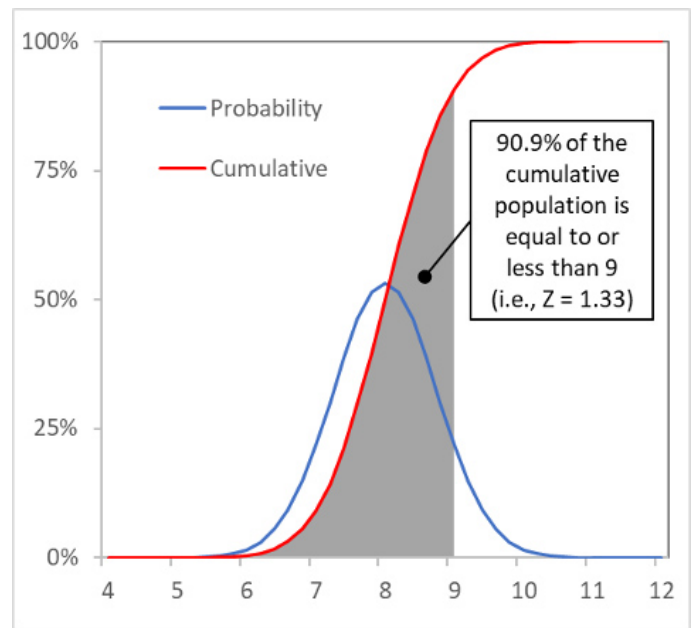 100%
Probability
Cumulative
75%
50%
25%
0%
90.9% of the
cumulative
population is
equal to or
less than 9
(i.e., Z = 1.33)
4 5 6 7 8 9 10 11 12